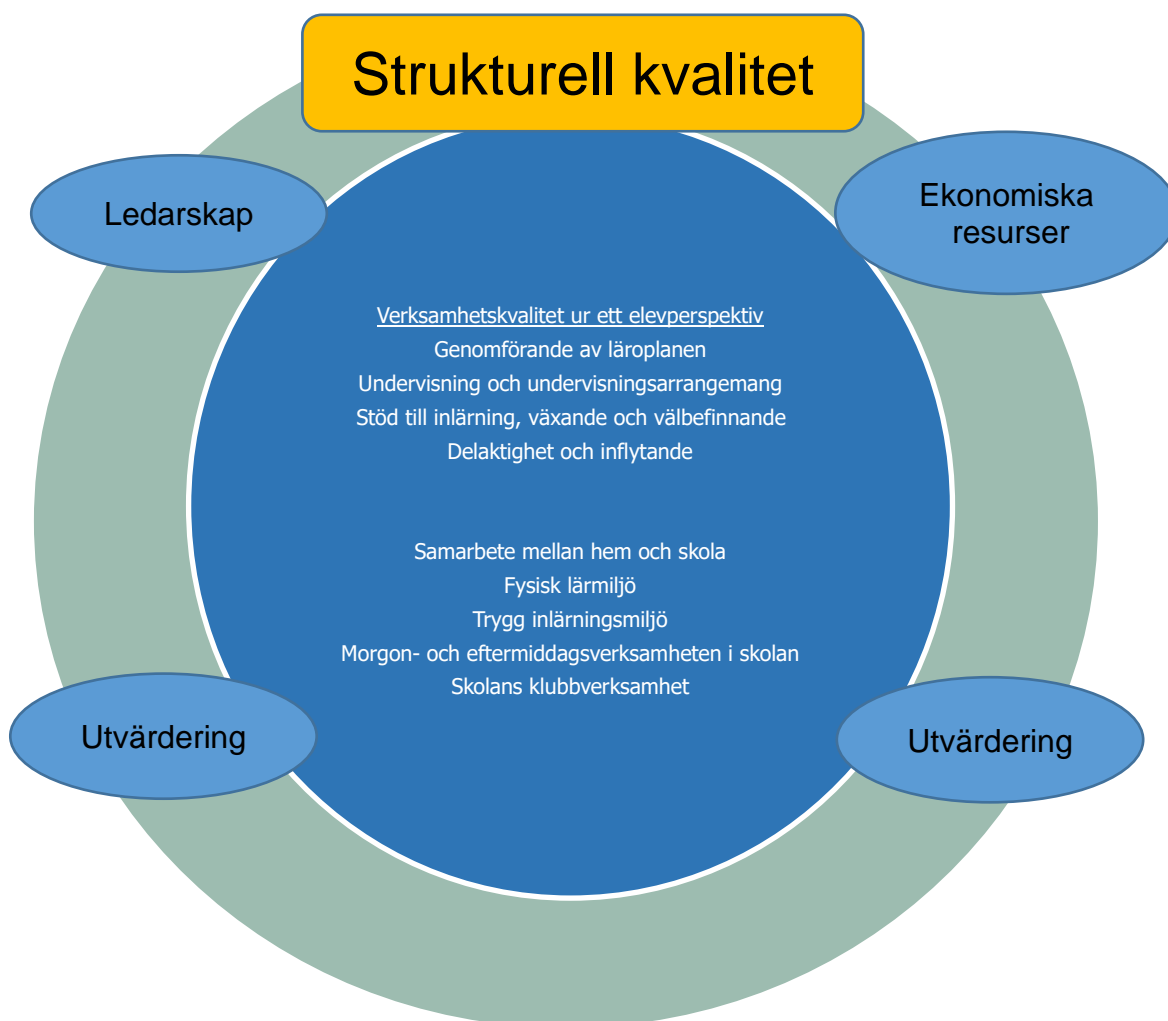 Strukturell kvalitet
Ledarskap
Ekonomiska
resurser
Verksamhetskvalitet ur ett elevperspektiv
Genomförande av läroplanen
Undervisning och undervisningsarrangemang
Stöd till inlärning, växande och välbefinnande
Delaktighet och inflytande
Samarbete mellan hem och skola
Fysisk lärmiljö
Trygg inlärningsmiljö
Morgon- och eftermiddagsverksamheten i skolan
Skolans klubbverksamhet
Utvärdering
Utvärdering